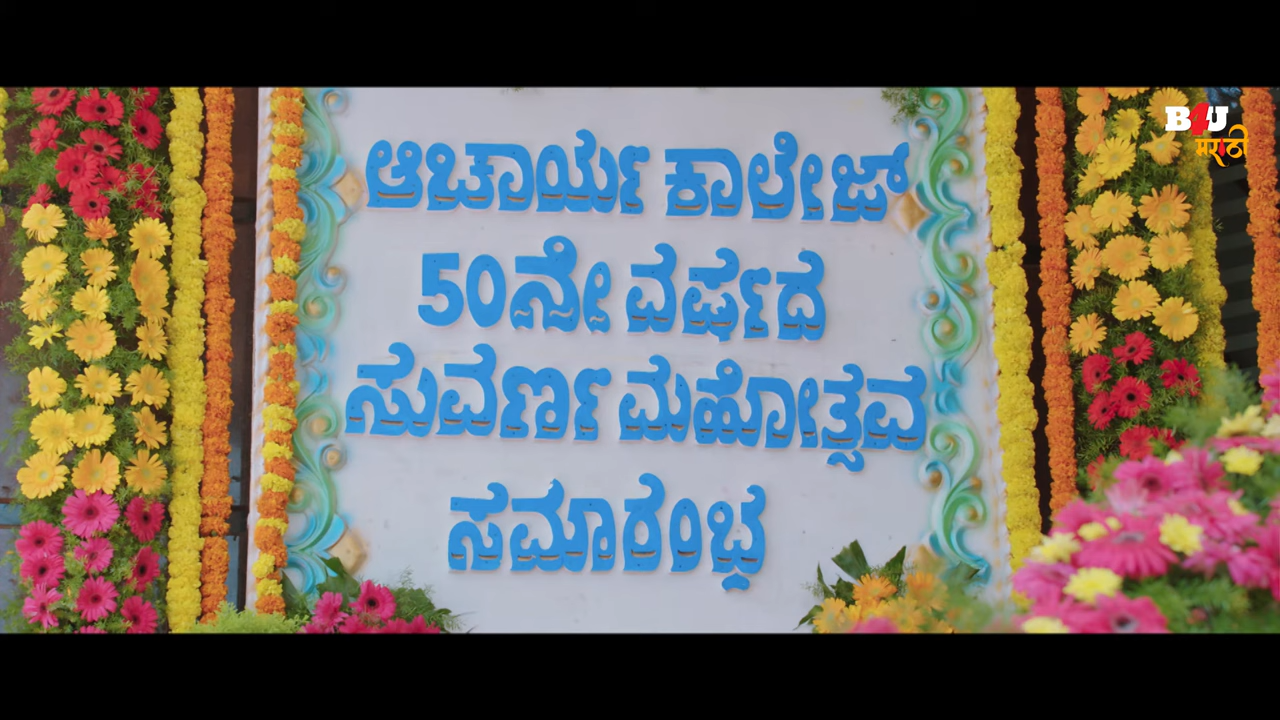 B4U
मराठी
ಆಚಾರ್ಯ ಕಾಲೇಜ್
50ನೇ ವರ್ಷದ
ಸುವರ್ಣ ಮಹೋತ್ಸವ
ಸಮಾರಂಭ